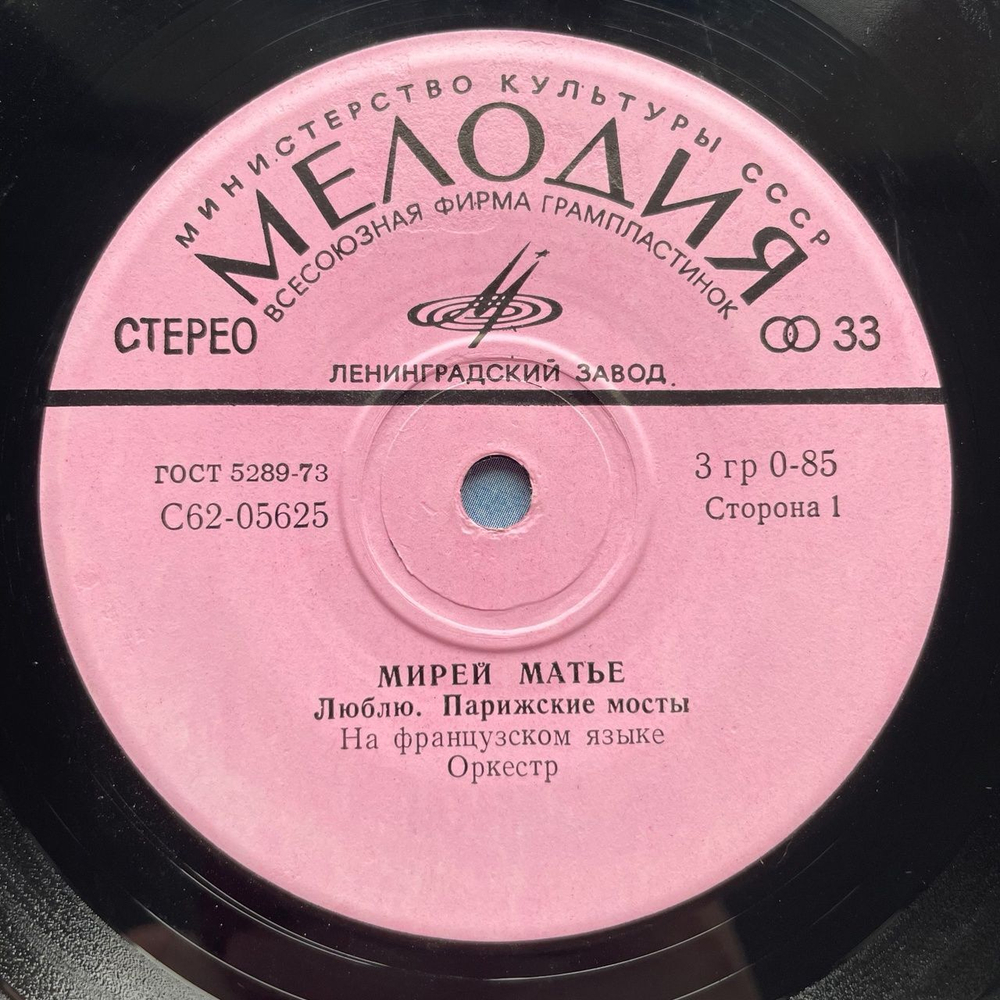 МИНИСТЕРСТВО КУЛЬТУРЫ СССР
МЕЛОДИЯ
ВСЕСОЮЗНАЯ ФИРМА ГРАМПЛАСТИНОК
СТЕРЕО
33
ЛЕНИНГРАДСКИЙ ЗАВОД
ГОСТ 5289-73
3 гр 0-85
С62-05625
Сторона 1
МИРЕЙ МАТЬЕ
Люблю. Парижские мосты
На французском языке
Оркестр